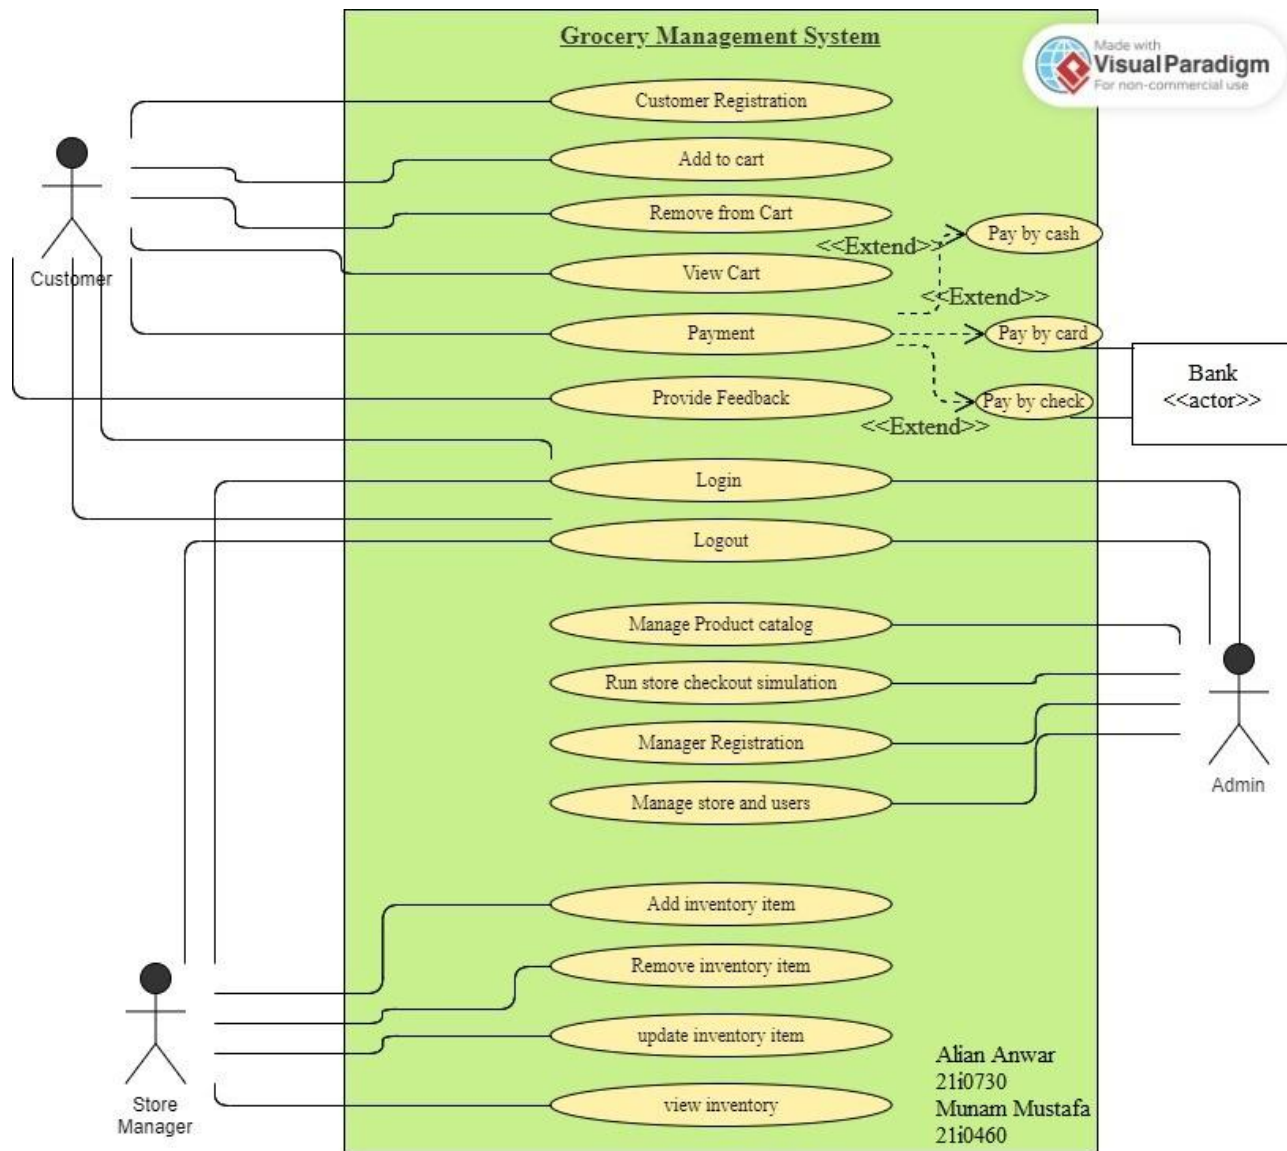 Grocery Management System
Made with
Visual Paradigm
For non-commercial use
Customer Registration
Add to cart
Remove from Cart
Pay by cash
<<Extend>>
Customer
View Cart
<<Extend>>
Payment
Pay by card
Bank
<<actor>>
Provide Feedback
Pay by check
<<Extend>>
Login
Logout
Manage Product catalog
Run store checkout simulation
Manager Registration
Admin
Manage store and users
Add inventory item
Remove inventory item
update inventory item
Store
Manager
view inventory
Alian Anwar
21i0730
Munam Mustafa
21i0460